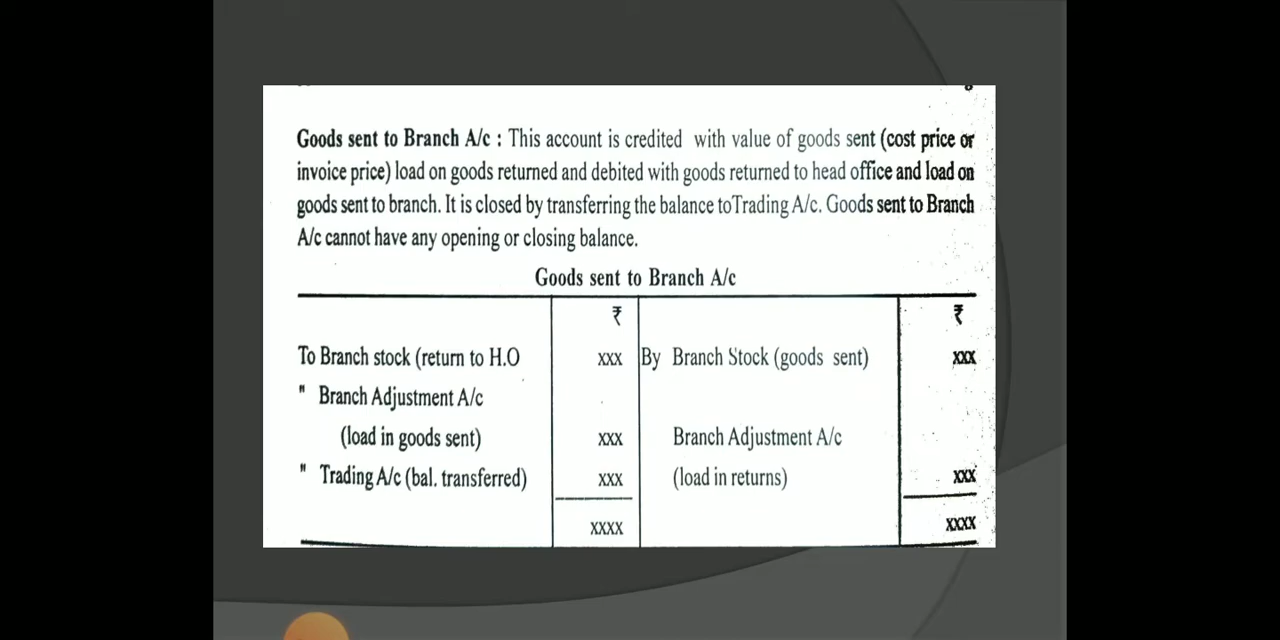 Goods sent to Branch A/c : This account is credited with value of goods sent (cost price or
invoice price) load on goods returned and debited with goods returned to head office and load on
goods sent to branch. It is closed by transferring the balance toTrading A/c. Goods sent to Branch
A/c cannot have any opening or closing balance.
Goods sent to Branch A/c
₹ ₹
To Branch stock (return to H.O xxx By Branch Stock (goods sent) xxx
" Branch Adjustment A/c
(load in goods sent) xxx Branch Adjustment A/c
" Trading A/c (bal. transferred) xxx (load in returns) xxx
xxxx xxxx